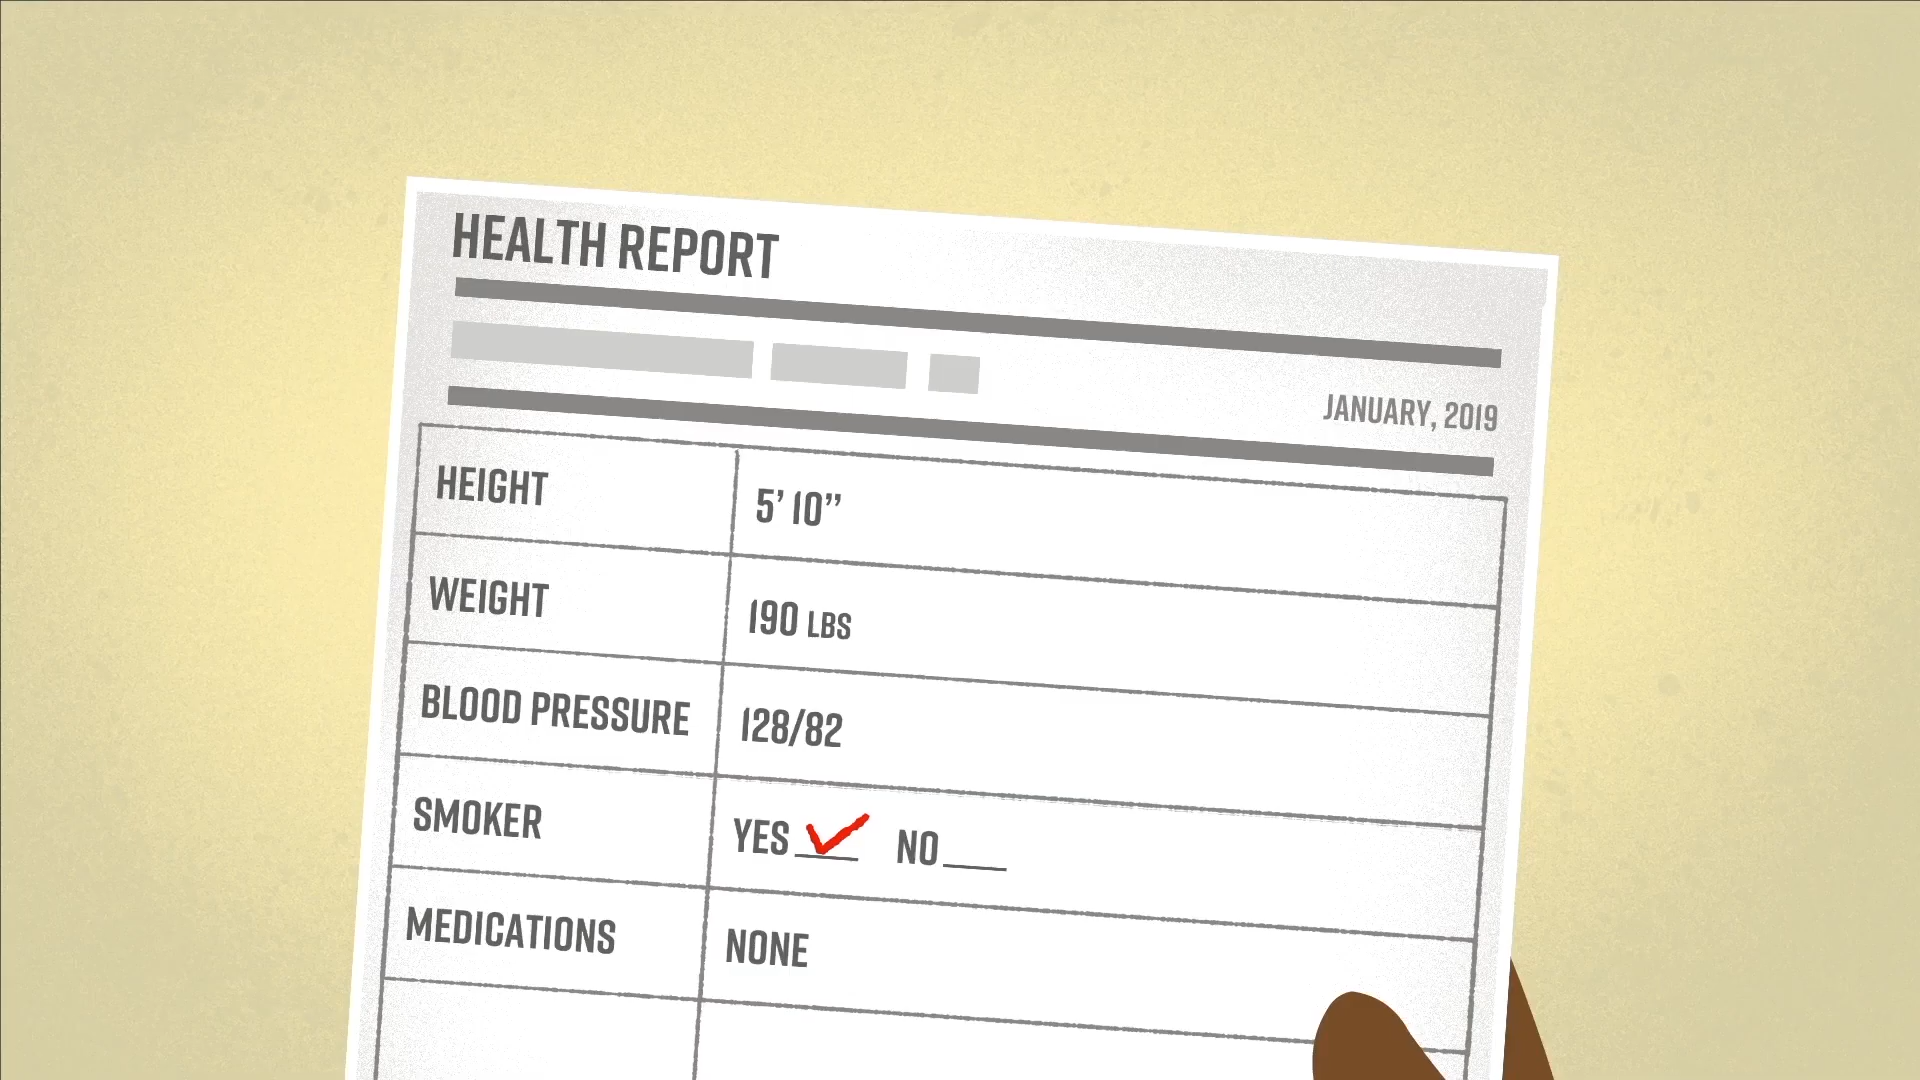 HEALTH REPORT
JANUARY, 2019
HEIGHT 5’ 10”
WEIGHT 190 LBS
BLOOD PRESSURE 128/82
SMOKER YES ✓ NO
MEDICATIONS NONE